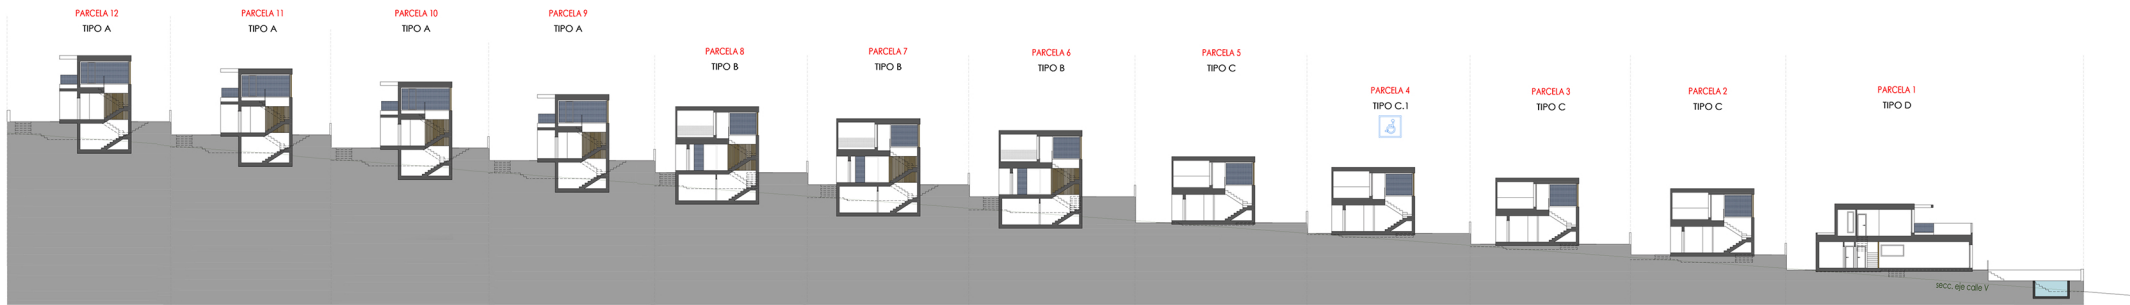 PARCELA 12
TIPO A
PARCELA 11
TIPO A
PARCELA 10
TIPO A
PARCELA 9
TIPO A
PARCELA 8
TIPO B
PARCELA 7
TIPO B
PARCELA 6
TIPO B
PARCELA 5
TIPO C
PARCELA 4
TIPO C.1
PARCELA 3
TIPO C
PARCELA 2
TIPO C
PARCELA 1
TIPO D
secc. eje calle V